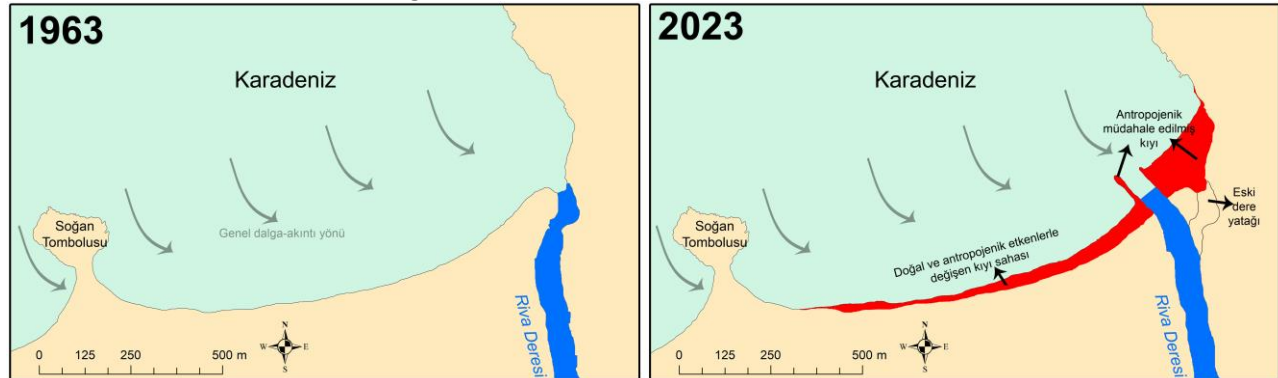 1963
Karadeniz
Soğan
Tombolusu
Genel dalga-akıntı yönü
Riva Deresi
N
W
E
S
0 125 250 500 m
2023
Karadeniz
Antropojenik
müdahale edilmiş
kıyı
Eski
dere
yatağı
Soğan
Tombolusu
Doğal ve antropojenik etkenlerle
değişen kıyı sahası
Riva Deresi
N
W
E
S
0 125 250 500 m